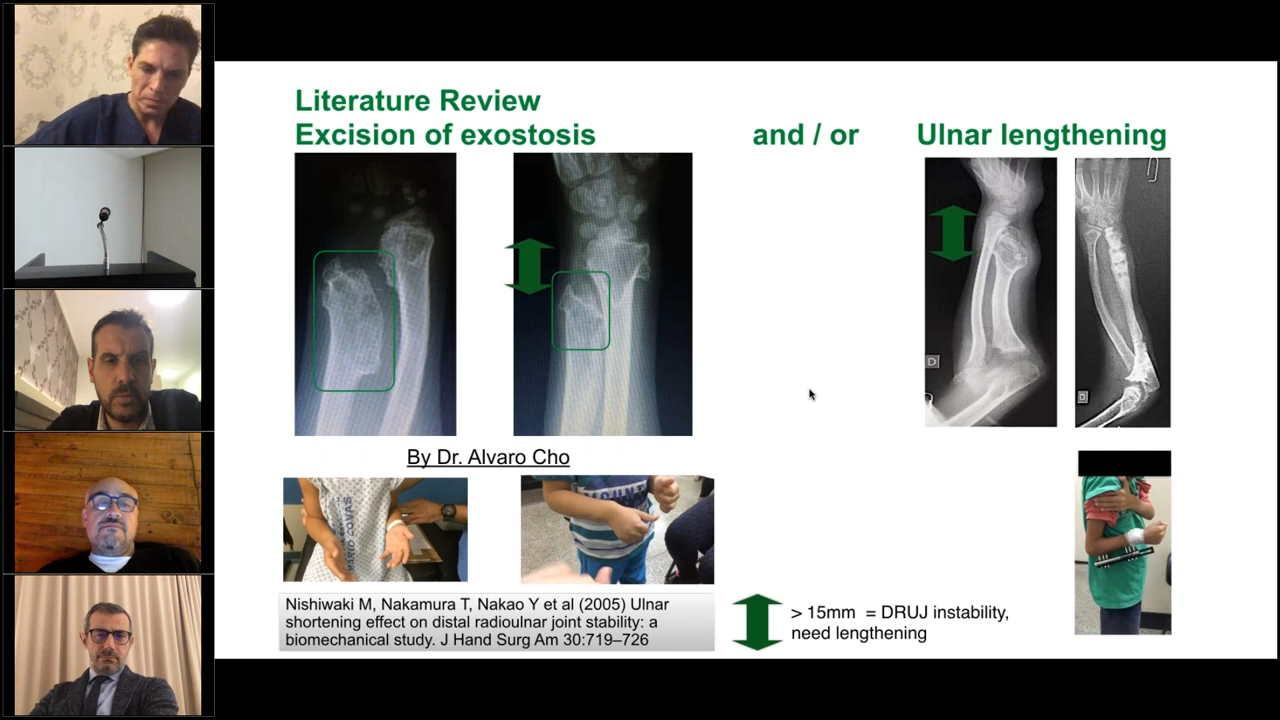 Literature Review
Excision of exostosis
and / or
Ulnar lengthening
D
D
By Dr. Alvaro Cho
MARIO COVAS
Nishiwaki M, Nakamura T, Nakao Y et al (2005) Ulnar
shortening effect on distal radioulnar joint stability: a
biomechanical study. J Hand Surg Am 30:719–726
> 15mm = DRUJ instability,
need lengthening